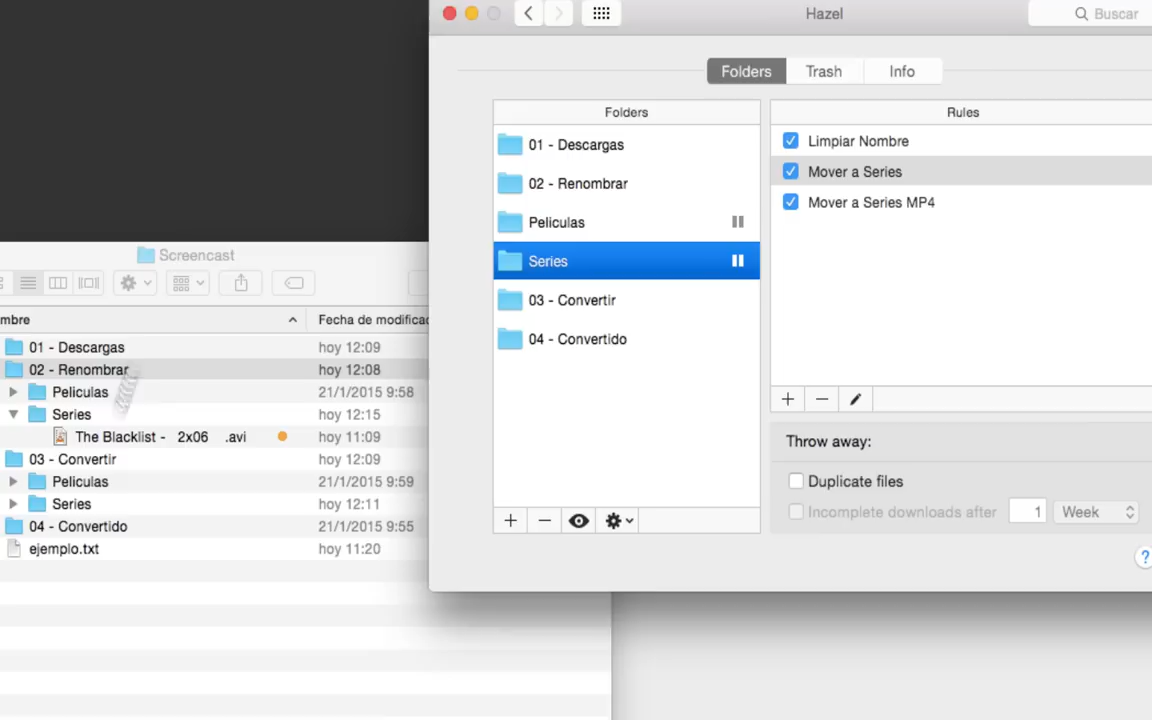 Hazel
Buscar
Folders
Trash
Info
Folders
01 - Descargas
02 - Renombrar
Peliculas
Series
03 - Convertir
04 - Convertido
Rules
Limpiar Nombre
Mover a Series
Mover a Series MP4
Throw away:
Duplicate files
Incomplete downloads after 1 Week
?
Screencast
mbre Fecha de modificac
01 - Descargas hoy 12:09
02 - Renombrar hoy 12:08
Peliculas 21/1/2015 9:58
Series hoy 12:15
The Blacklist - 2x06 .avi hoy 11:09
03 - Convertir hoy 12:09
Peliculas 21/1/2015 9:59
Series hoy 12:11
04 - Convertido 21/1/2015 9:55
ejemplo.txt hoy 11:20